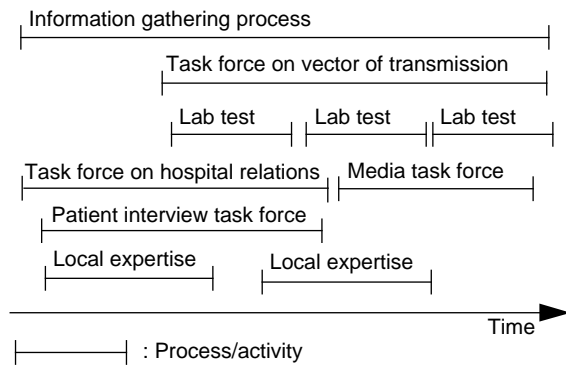 Information gathering process
Task force on vector of transmission
Lab test Lab test Lab test
Task force on hospital relations Media task force
Patient interview task force
Local expertise Local expertise
Time
: Process/activity